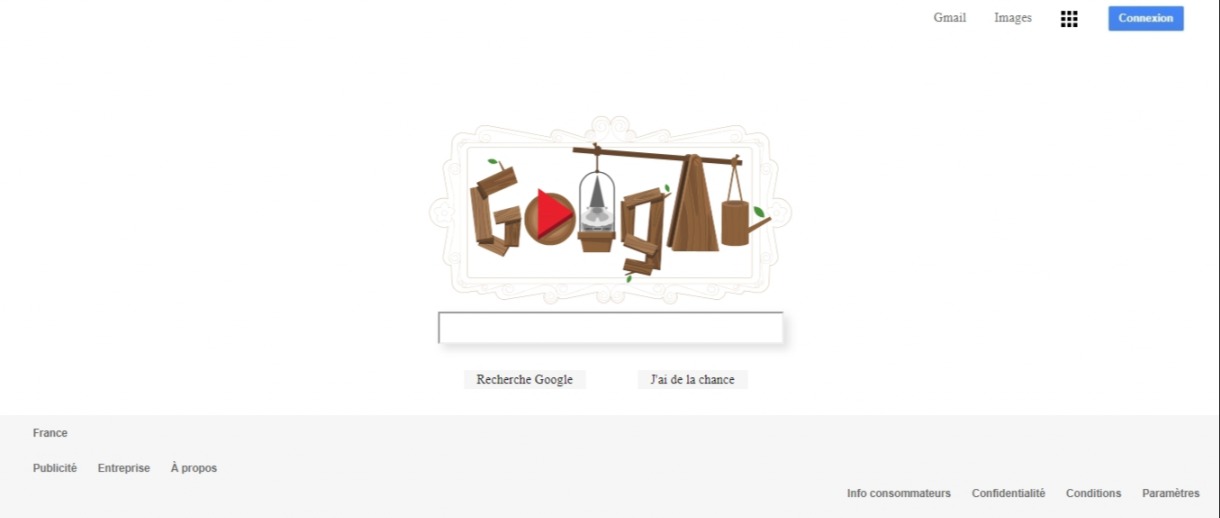 Gmail Images Connexion
Google
Recherche Google J'ai de la chance
France
Publicité Entreprise À propos
Info consommateurs Confidentialité Conditions Paramètres